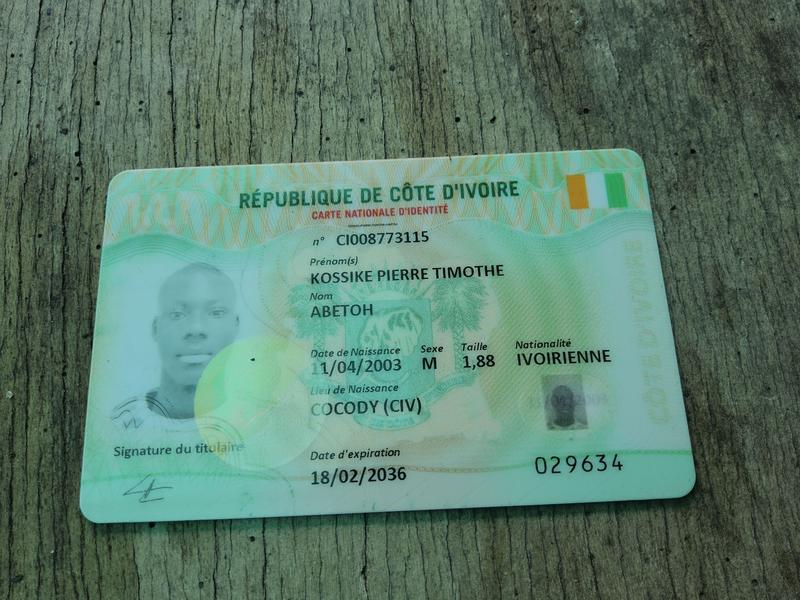 RÉPUBLIQUE DE CÔTE D'IVOIRE
CARTE NATIONALE D'IDENTITÉ
n° CI008773115
Prénom(s)
KOSSIKE PIERRE TIMOTHE
Nom
ABETOH
Date de Naissance Sexe Taille Nationalité
11/04/2003 M 1,88 IVOIRIENNE
Lieu de Naissance
COCODY (CIV)
Signature du titulaire
Date d'expiration
18/02/2036
029634
CÔTE D'IVOIRE